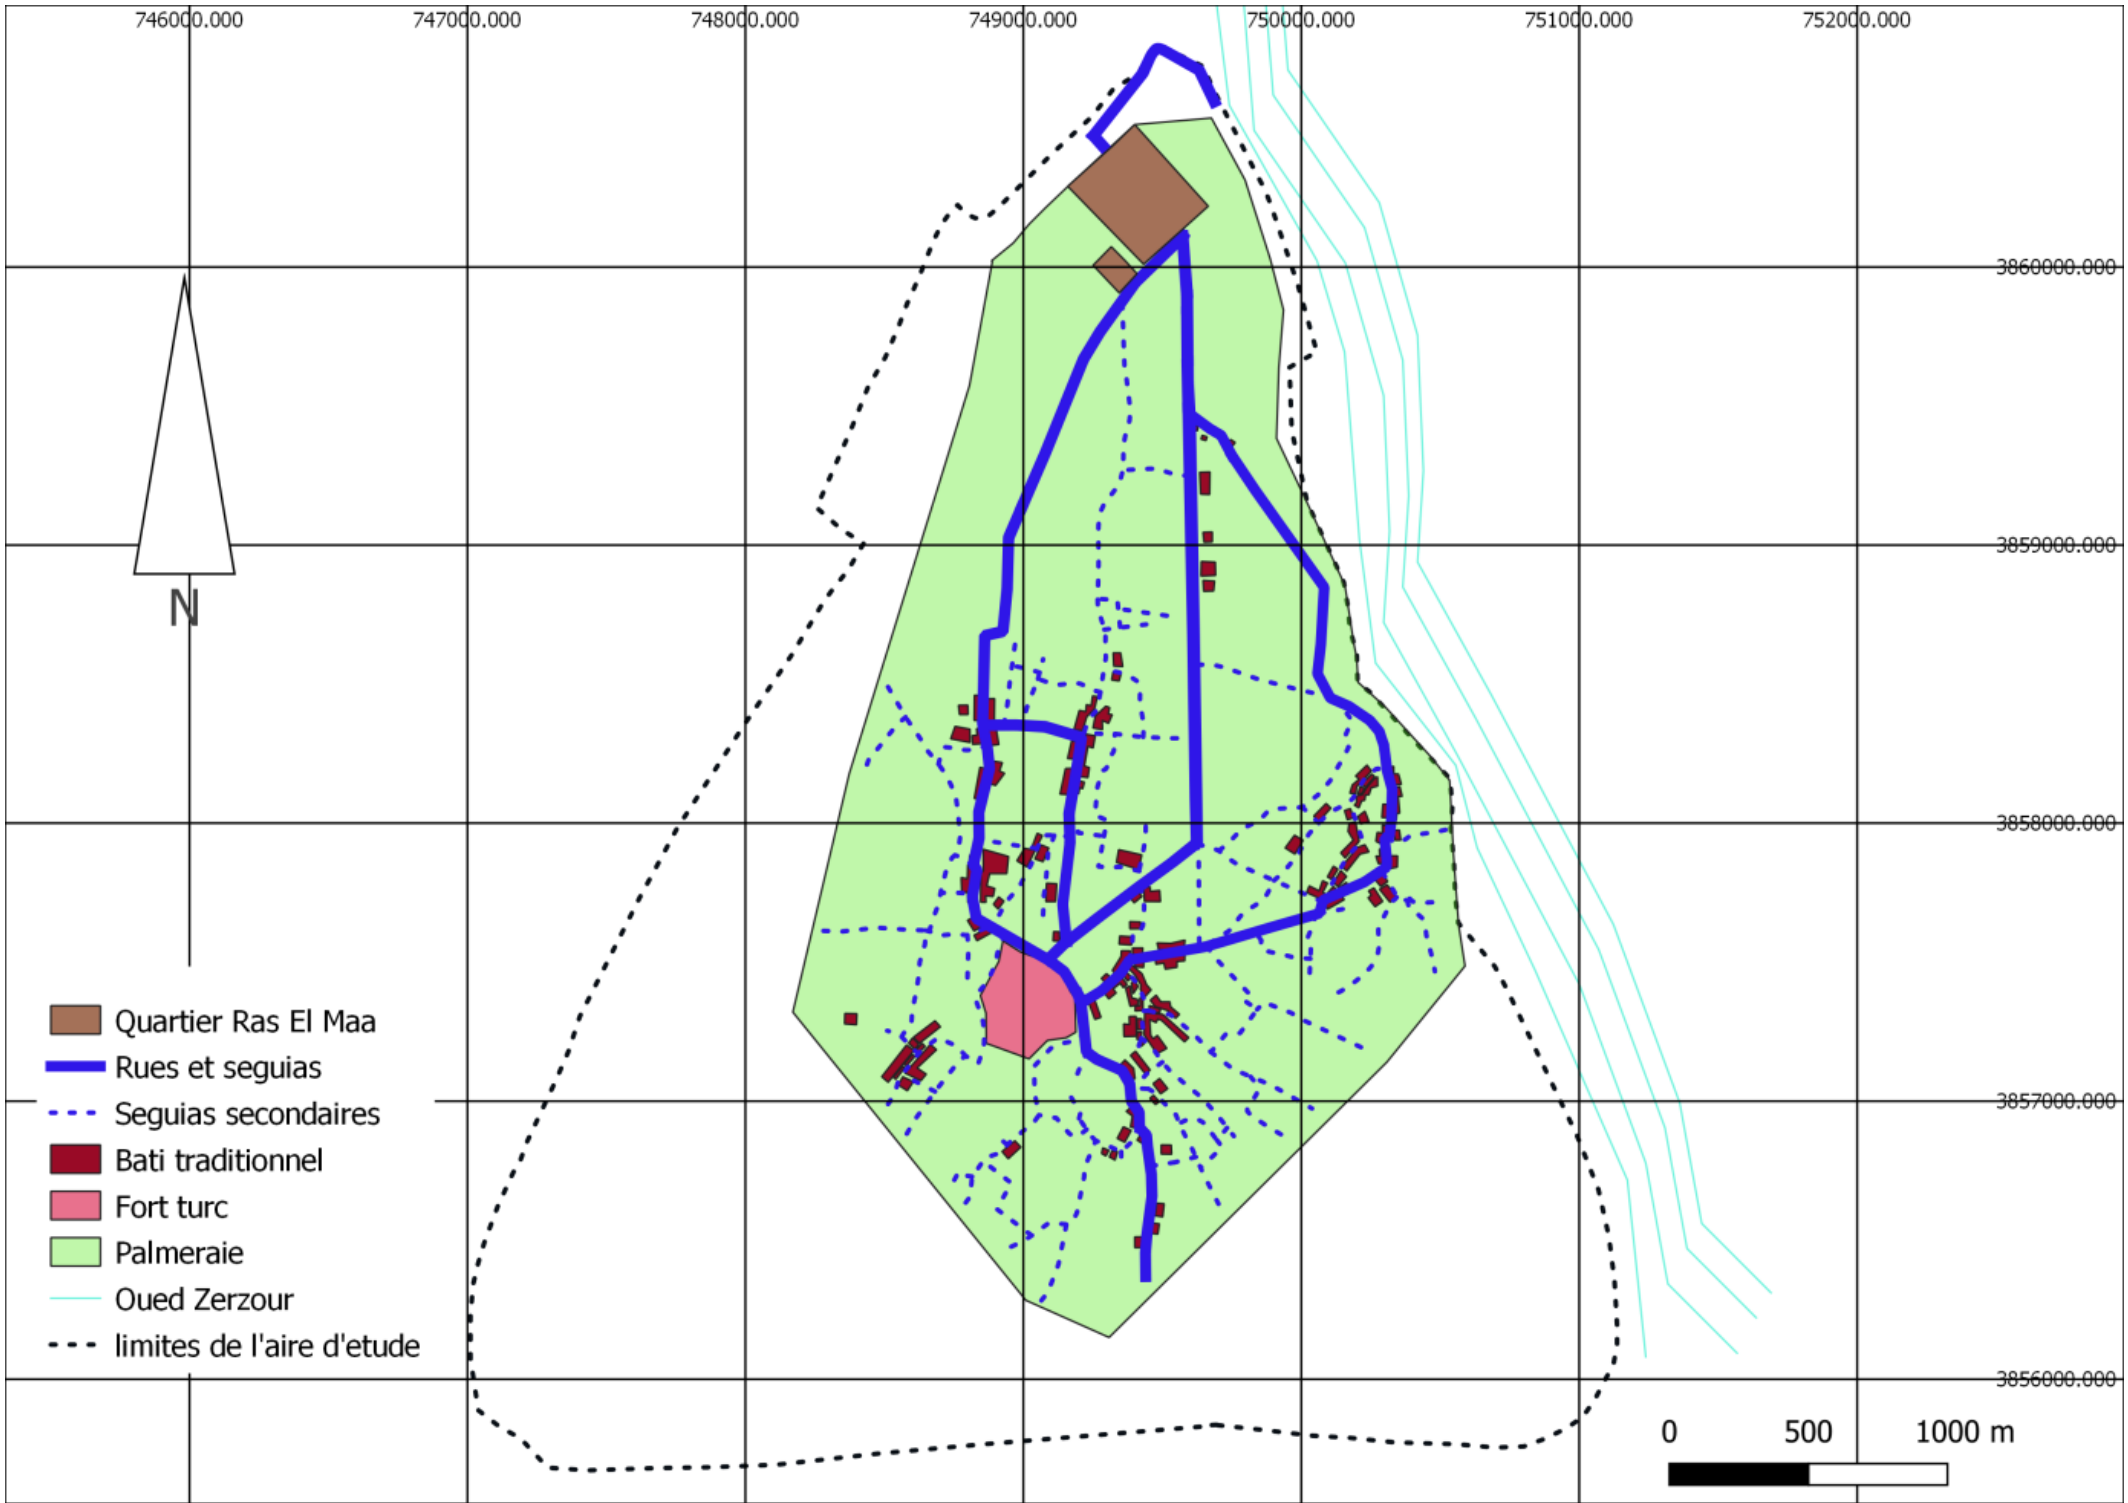 746000.000 747000.000 748000.000 749000.000 750000.000 751000.000 752000.000
3860000.000
3859000.000
N
3858000.000
Quartier Ras El Maa
Rues et seguias
Seguias secondaires
3857000.000
Bati traditionnel
Fort turc
Palmeraie
Oued Zerzour
limites de l'aire d'etude
3856000.000
0 500 1000 m